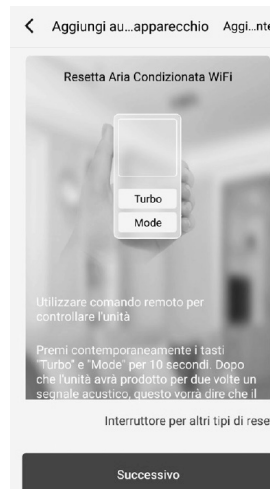 Aggiungi au...apparecchio Aggi...nte
Resetta Aria Condizionata WiFi
Turbo
Mode
Utilizzare comando remoto per
controllare l'unità
Premi contemporaneamente i tasti
"Turbo" e "Mode" per 10 secondi. Dopo
che l'unità avrà prodotto per due volte un
segnale acustico, questo vorrà dire che il
Interruttore per altri tipi di rese
Successivo